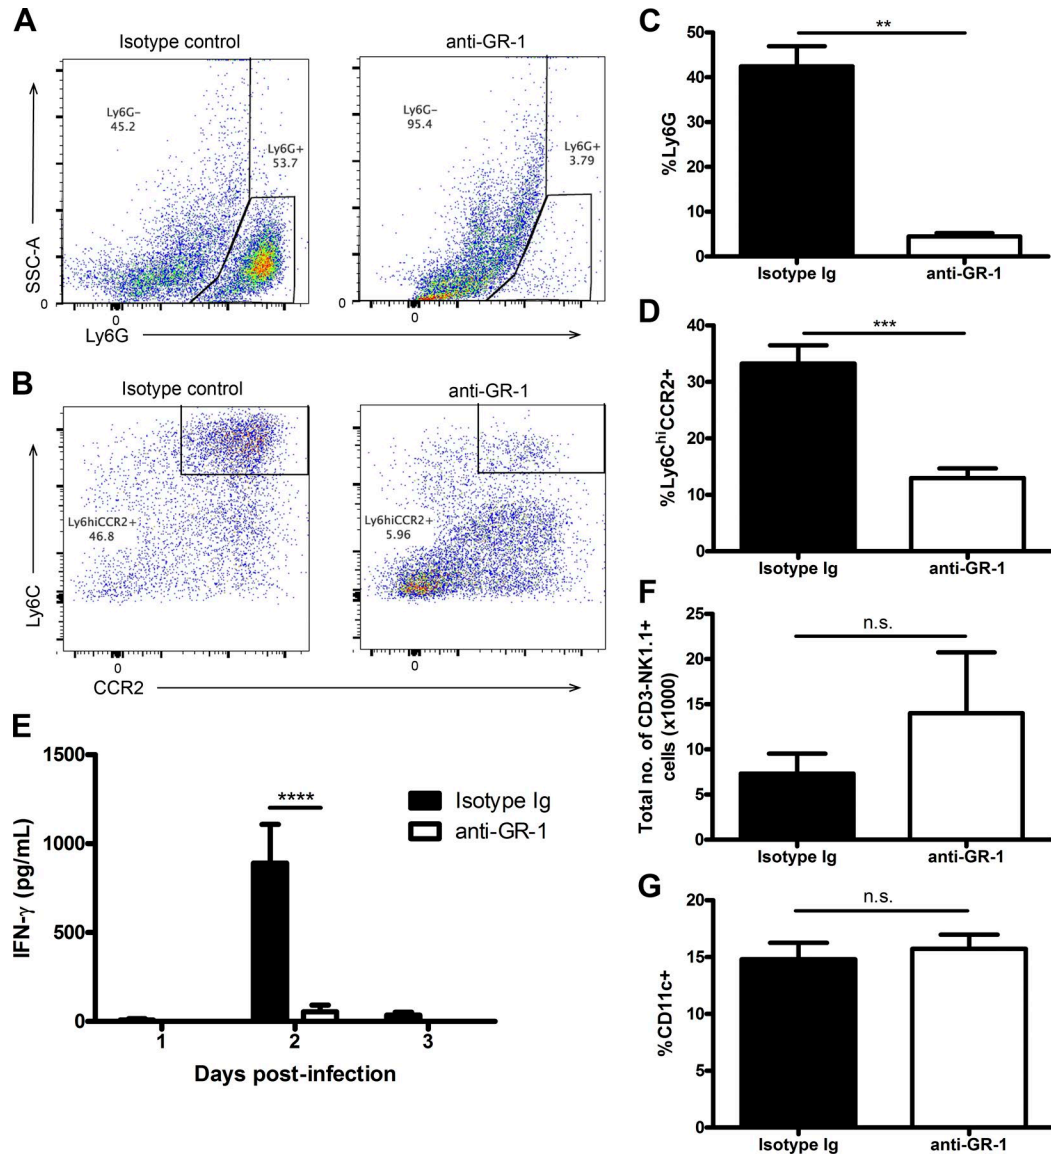 A
Isotype control
anti-GR-1
Ly6G-
45.2
Ly6G+
53.7
Ly6G-
95.4
Ly6G+
3.79
SSC-A
0
0
0
0
Ly6G
B
Isotype control
anti-GR-1
Ly6hiCCR2+
46.8
Ly6hiCCR2+
5.96
Ly6C
0
0
CCR2
C
**
50
40
30
20
10
0
%Ly6G
Isotype Ig
anti-GR-1
D
***
40
30
20
10
0
%Ly6ChiCCR2+
Isotype Ig
anti-GR-1
E
1500
1000
500
0
IFN-γ (pg/mL)
****
Isotype Ig
anti-GR-1
1
2
3
Days post-infection
F
n.s.
25
20
15
10
5
0
Total no. of CD3-NK1.1+
cells (x1000)
Isotype Ig
anti-GR-1
G
n.s.
20
15
10
5
0
%CD11c+
Isotype Ig
anti-GR-1